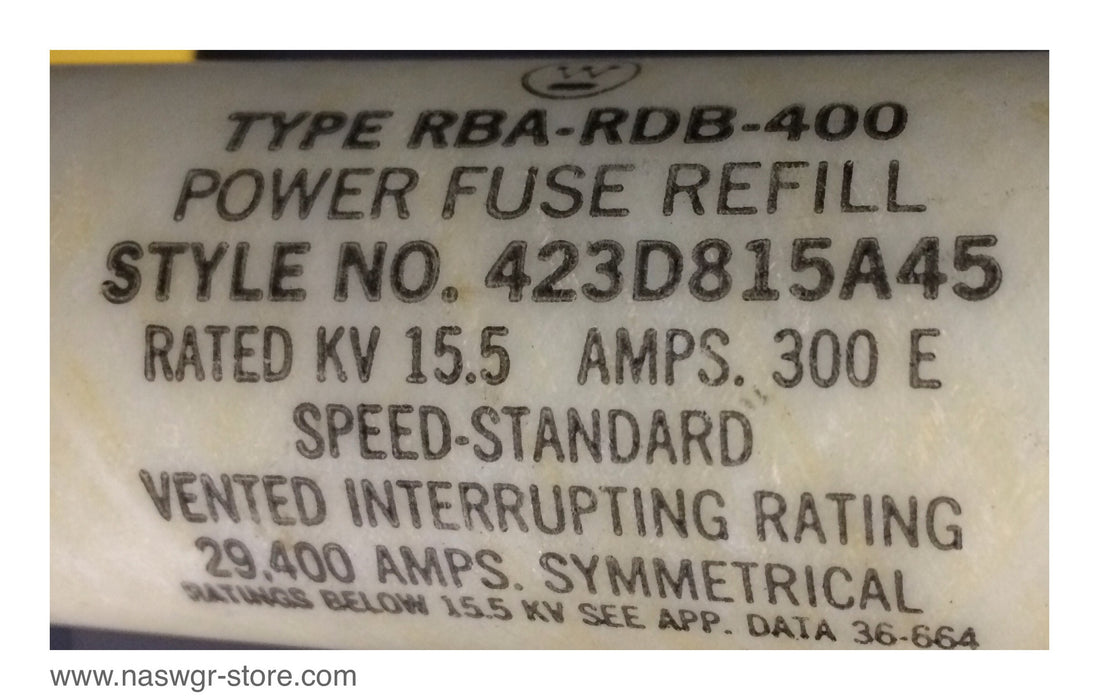 TYPE RBA-RDB-400
POWER FUSE REFILL
STYLE NO. 423D815A45
RATED KV 15.5 AMPS. 300 E
SPEED-STANDARD
VENTED INTERRUPTING RATING
29,400 AMPS. SYMMETRICAL
RATINGS BELOW 15.5 KV SEE APP. DATA 36-664
www.naswgr-store.com